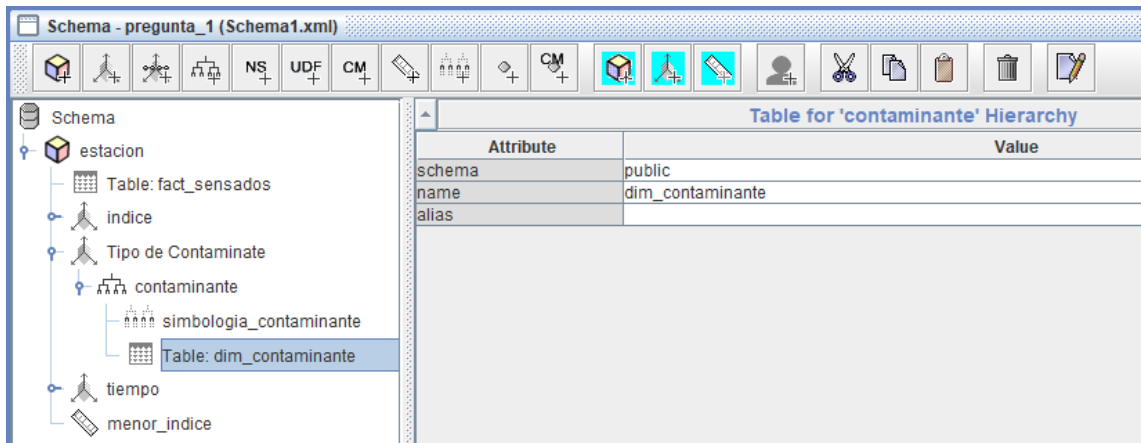 Schema - pregunta_1 (Schema1.xml)
NS UDF CM CM
Schema
estacion
Table: fact_sensados
indice
Tipo de Contaminate
contaminante
simbologia_contaminante
Table: dim_contaminante
tiempo
menor_indice
Table for 'contaminante' Hierarchy
Attribute Value
schema public
name dim_contaminante
alias